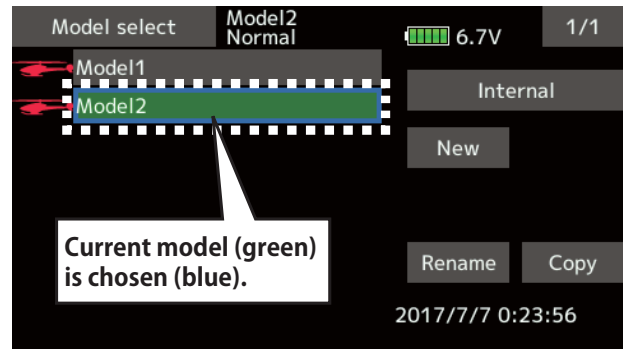 Model select
Model2
Normal
6.7V
1/1
Model1
Model2
Internal
New
Current model (green)
is chosen (blue).
Rename
Copy
2017/7/7 0:23:56